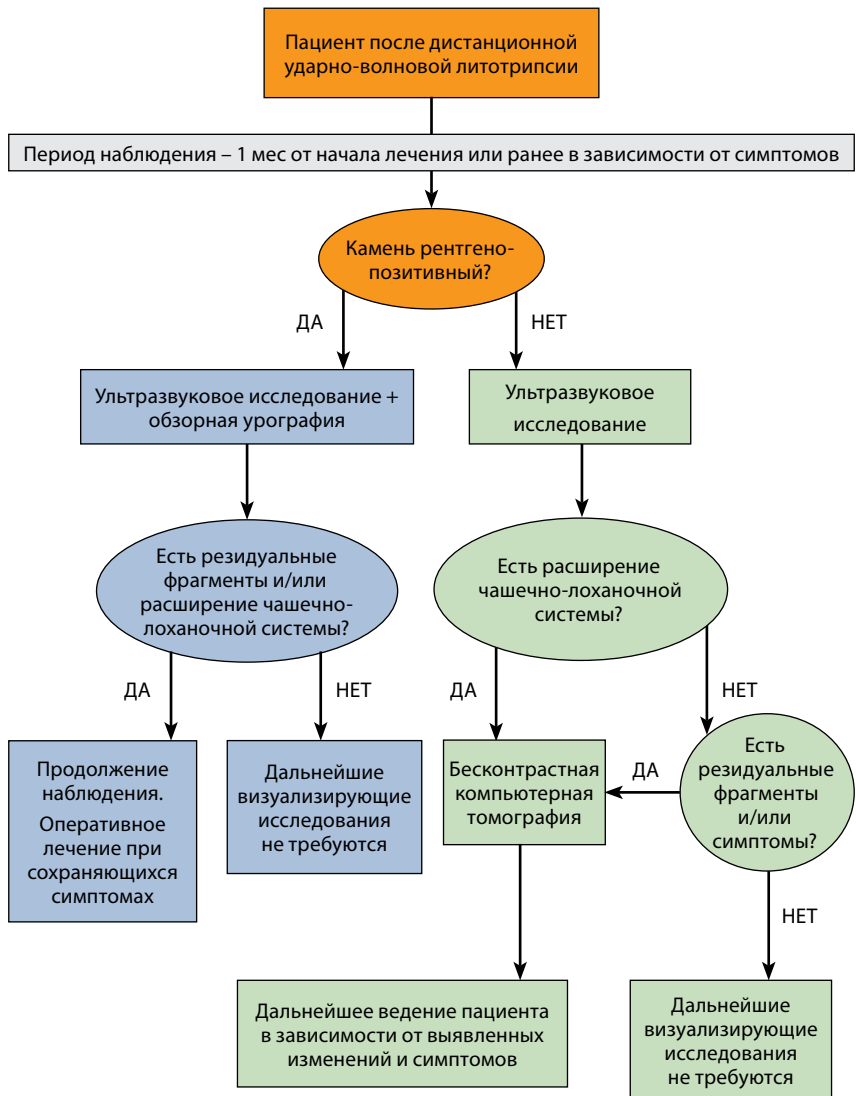 Пациент после дистанционной
ударно-волновой литотрипсии
Период наблюдения – 1 мес от начала лечения или ранее в зависимости от симптомов
Камень рентгено-
позитивный?
ДА
НЕТ
Ультразвуковое исследование +
обзорная урография
Ультразвуковое
исследование
Есть резидуальные
фрагменты и/или
расширение чашечно-
лоханочной системы?
Есть расширение
чашечно-лоханочной
системы?
ДА
НЕТ
ДА
НЕТ
Продолжение
наблюдения.
Оперативное
лечение при
сохраняющихся
симптомах
Дальнейшие
визуализирующие
исследования
не требуются
Бесконтрастная
компьютерная
томография
ДА
Есть
резидуальные
фрагменты
и/или
симптомы?
НЕТ
Дальнейшее ведение пациента
в зависимости от выявленных
изменений и симптомов
Дальнейшие
визуализирующие
исследования
не требуются